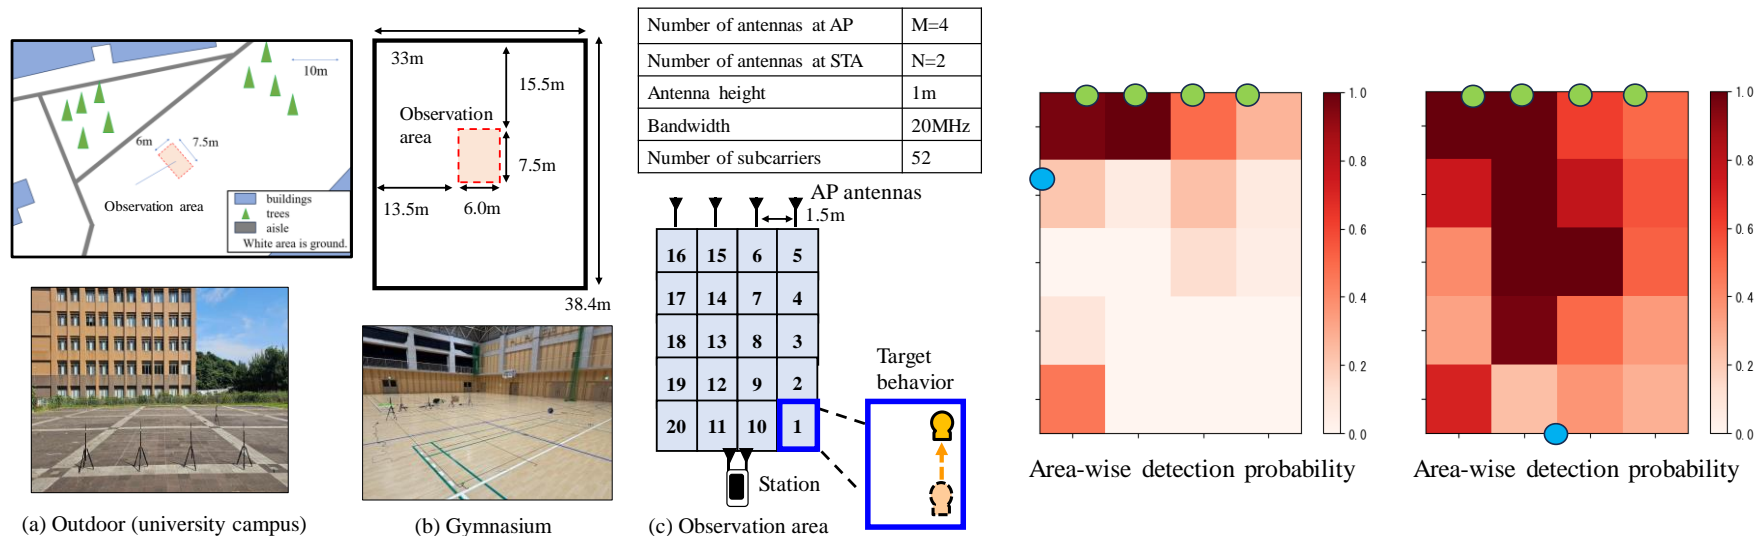 10m
6m
7.5m
Observation area
buildings
trees
aisle
White area is ground.
(a) Outdoor (university campus)
33m
15.5m
Observation
area
7.5m
13.5m
6.0m
38.4m
(b) Gymnasium
Number of antennas at AP M=4
Number of antennas at STA N=2
Antenna height 1m
Bandwidth 20MHz
Number of subcarriers 52
AP antennas
1.5m
16 15 6 5
17 14 7 4
18 13 8 3
19 12 9 2
20 11 10 1
Station
Target
behavior
(c) Observation area
1.0
0.8
0.6
0.4
0.2
0.0
Area-wise detection probability
1.0
0.8
0.6
0.4
0.2
0.0
Area-wise detection probability